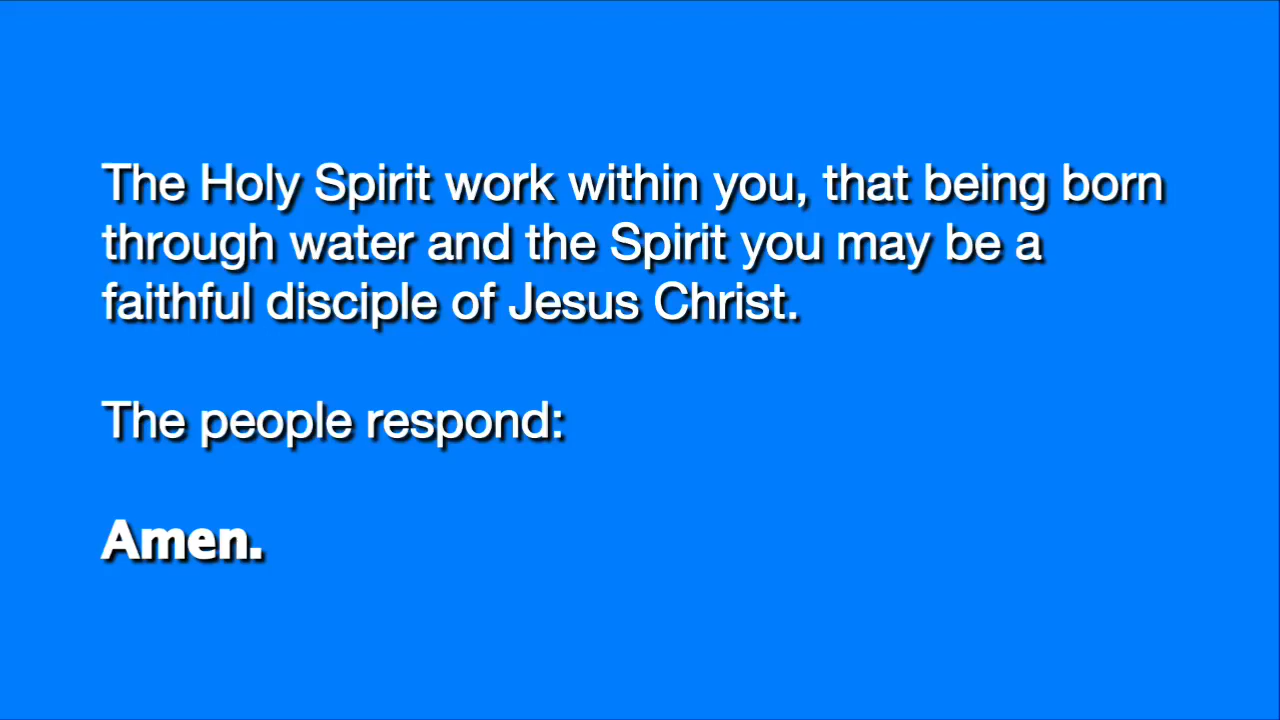 The Holy Spirit work within you, that being born
through water and the Spirit you may be a
faithful disciple of Jesus Christ.
The people respond:
Amen.